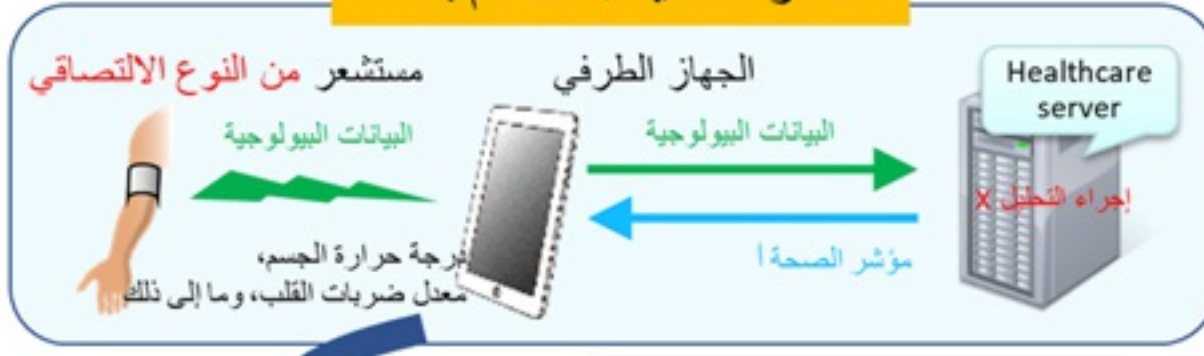 مستشعر من النوع الالتصاقي
الجهاز الطرفي
Healthcare
server
البيانات البيولوجية
البيانات البيولوجية
إجراء التحليل x
مؤشر الصحة أ
درجة حرارة الجسم،
معدل ضربات القلب، وما إلى ذلك